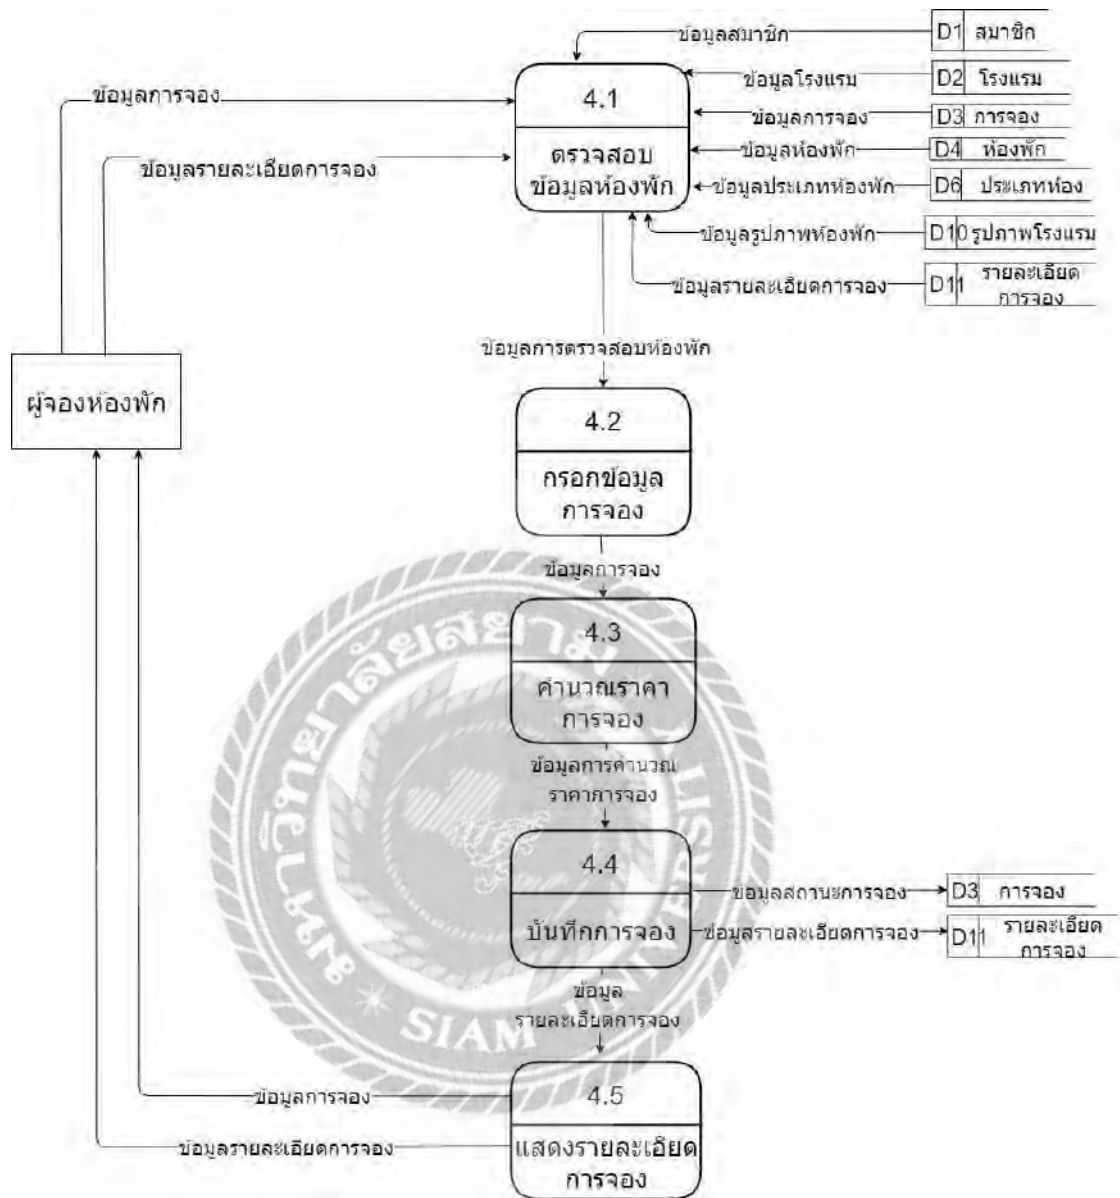 ข้อมูลสมาชิก
D1 สมาชิก
ข้อมูลโรงแรม
D2 โรงแรม
ข้อมูลการจอง
4.1
ข้อมูลการจอง
D3 การจอง
ข้อมูลรายละเอียดการจอง
ตรวจสอบ
ข้อมูลห้องพัก
ข้อมูลห้องพัก
D4 ห้องพัก
ข้อมูลประเภทห้องพัก
D6 ประเภทห้อง
ข้อมูลรูปภาพห้องพัก
D10 รูปภาพโรงแรม
ข้อมูลรายละเอียดการจอง
D11 รายละเอียด
การจอง
ข้อมูลการตรวจสอบห้องพัก
ผู้จองห้องพัก
4.2
กรอกข้อมูล
การจอง
ข้อมูลการจอง
4.3
คำนวณราคา
การจอง
ข้อมูลการคำนวณ
ราคาการจอง
4.4
บันทึกการจอง
ข้อมูลสถานะการจอง
D3 การจอง
ข้อมูลรายละเอียดการจอง
D11 รายละเอียด
การจอง
ข้อมูล
รายละเอียดการจอง
4.5
แสดงรายละเอียด
การจอง
ข้อมูลการจอง
ข้อมูลรายละเอียดการจอง
มหาวิทยาลัยสยาม
SIAM UNIVERSITY